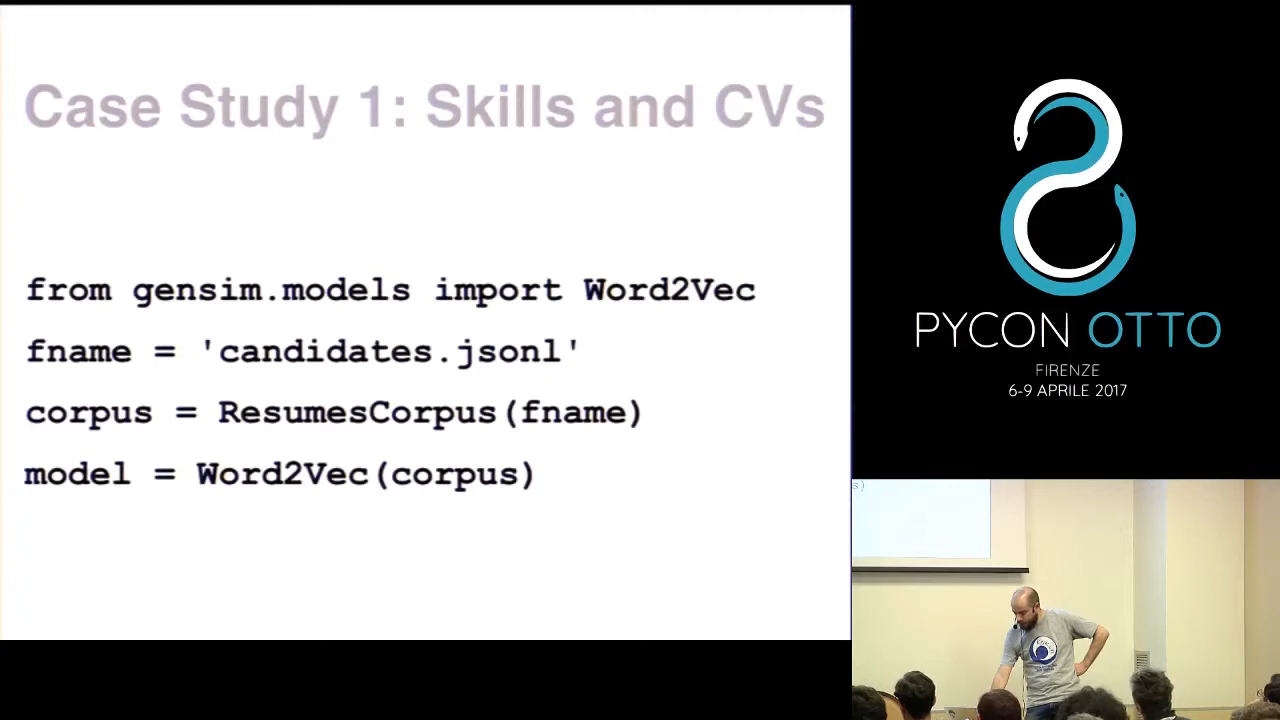 Case Study 1: Skills and CVs
from gensim.models import Word2Vec
fname = 'candidates.jsonl'
corpus = ResumesCorpus(fname)
model = Word2Vec(corpus)
PYCON OTTO
FIRENZE
6-9 APRILE 2017
s)